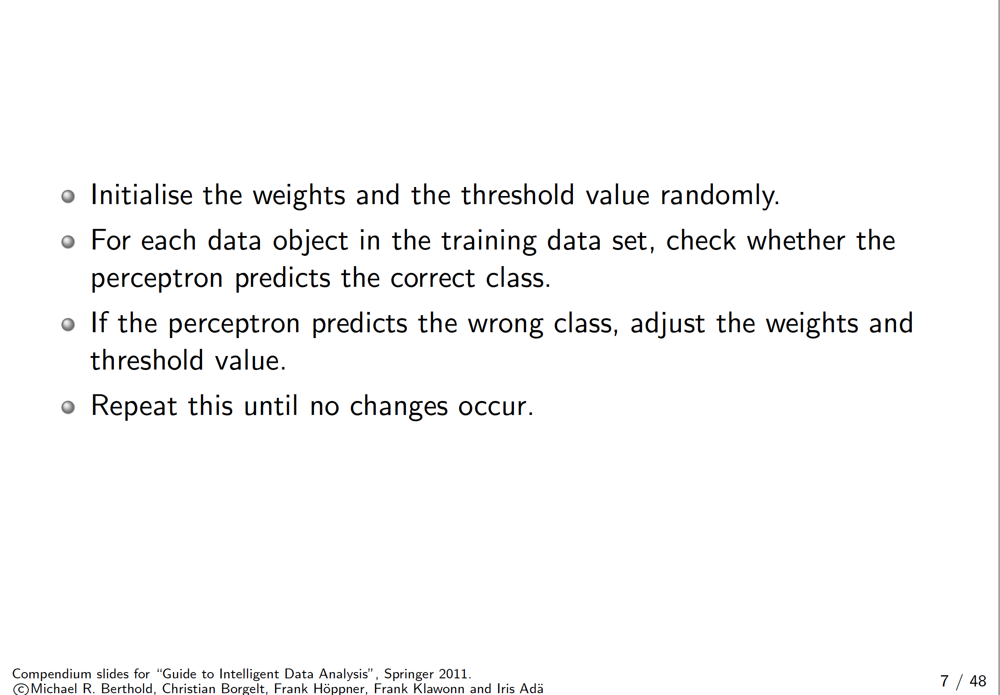 Initialise the weights and the threshold value randomly.
For each data object in the training data set, check whether the
perceptron predicts the correct class.
If the perceptron predicts the wrong class, adjust the weights and
threshold value.
Repeat this until no changes occur.
Compendium slides for “Guide to Intelligent Data Analysis”, Springer 2011.
©Michael R. Berthold, Christian Borgelt, Frank Höppner, Frank Klawonn and Iris Adä
7 / 48